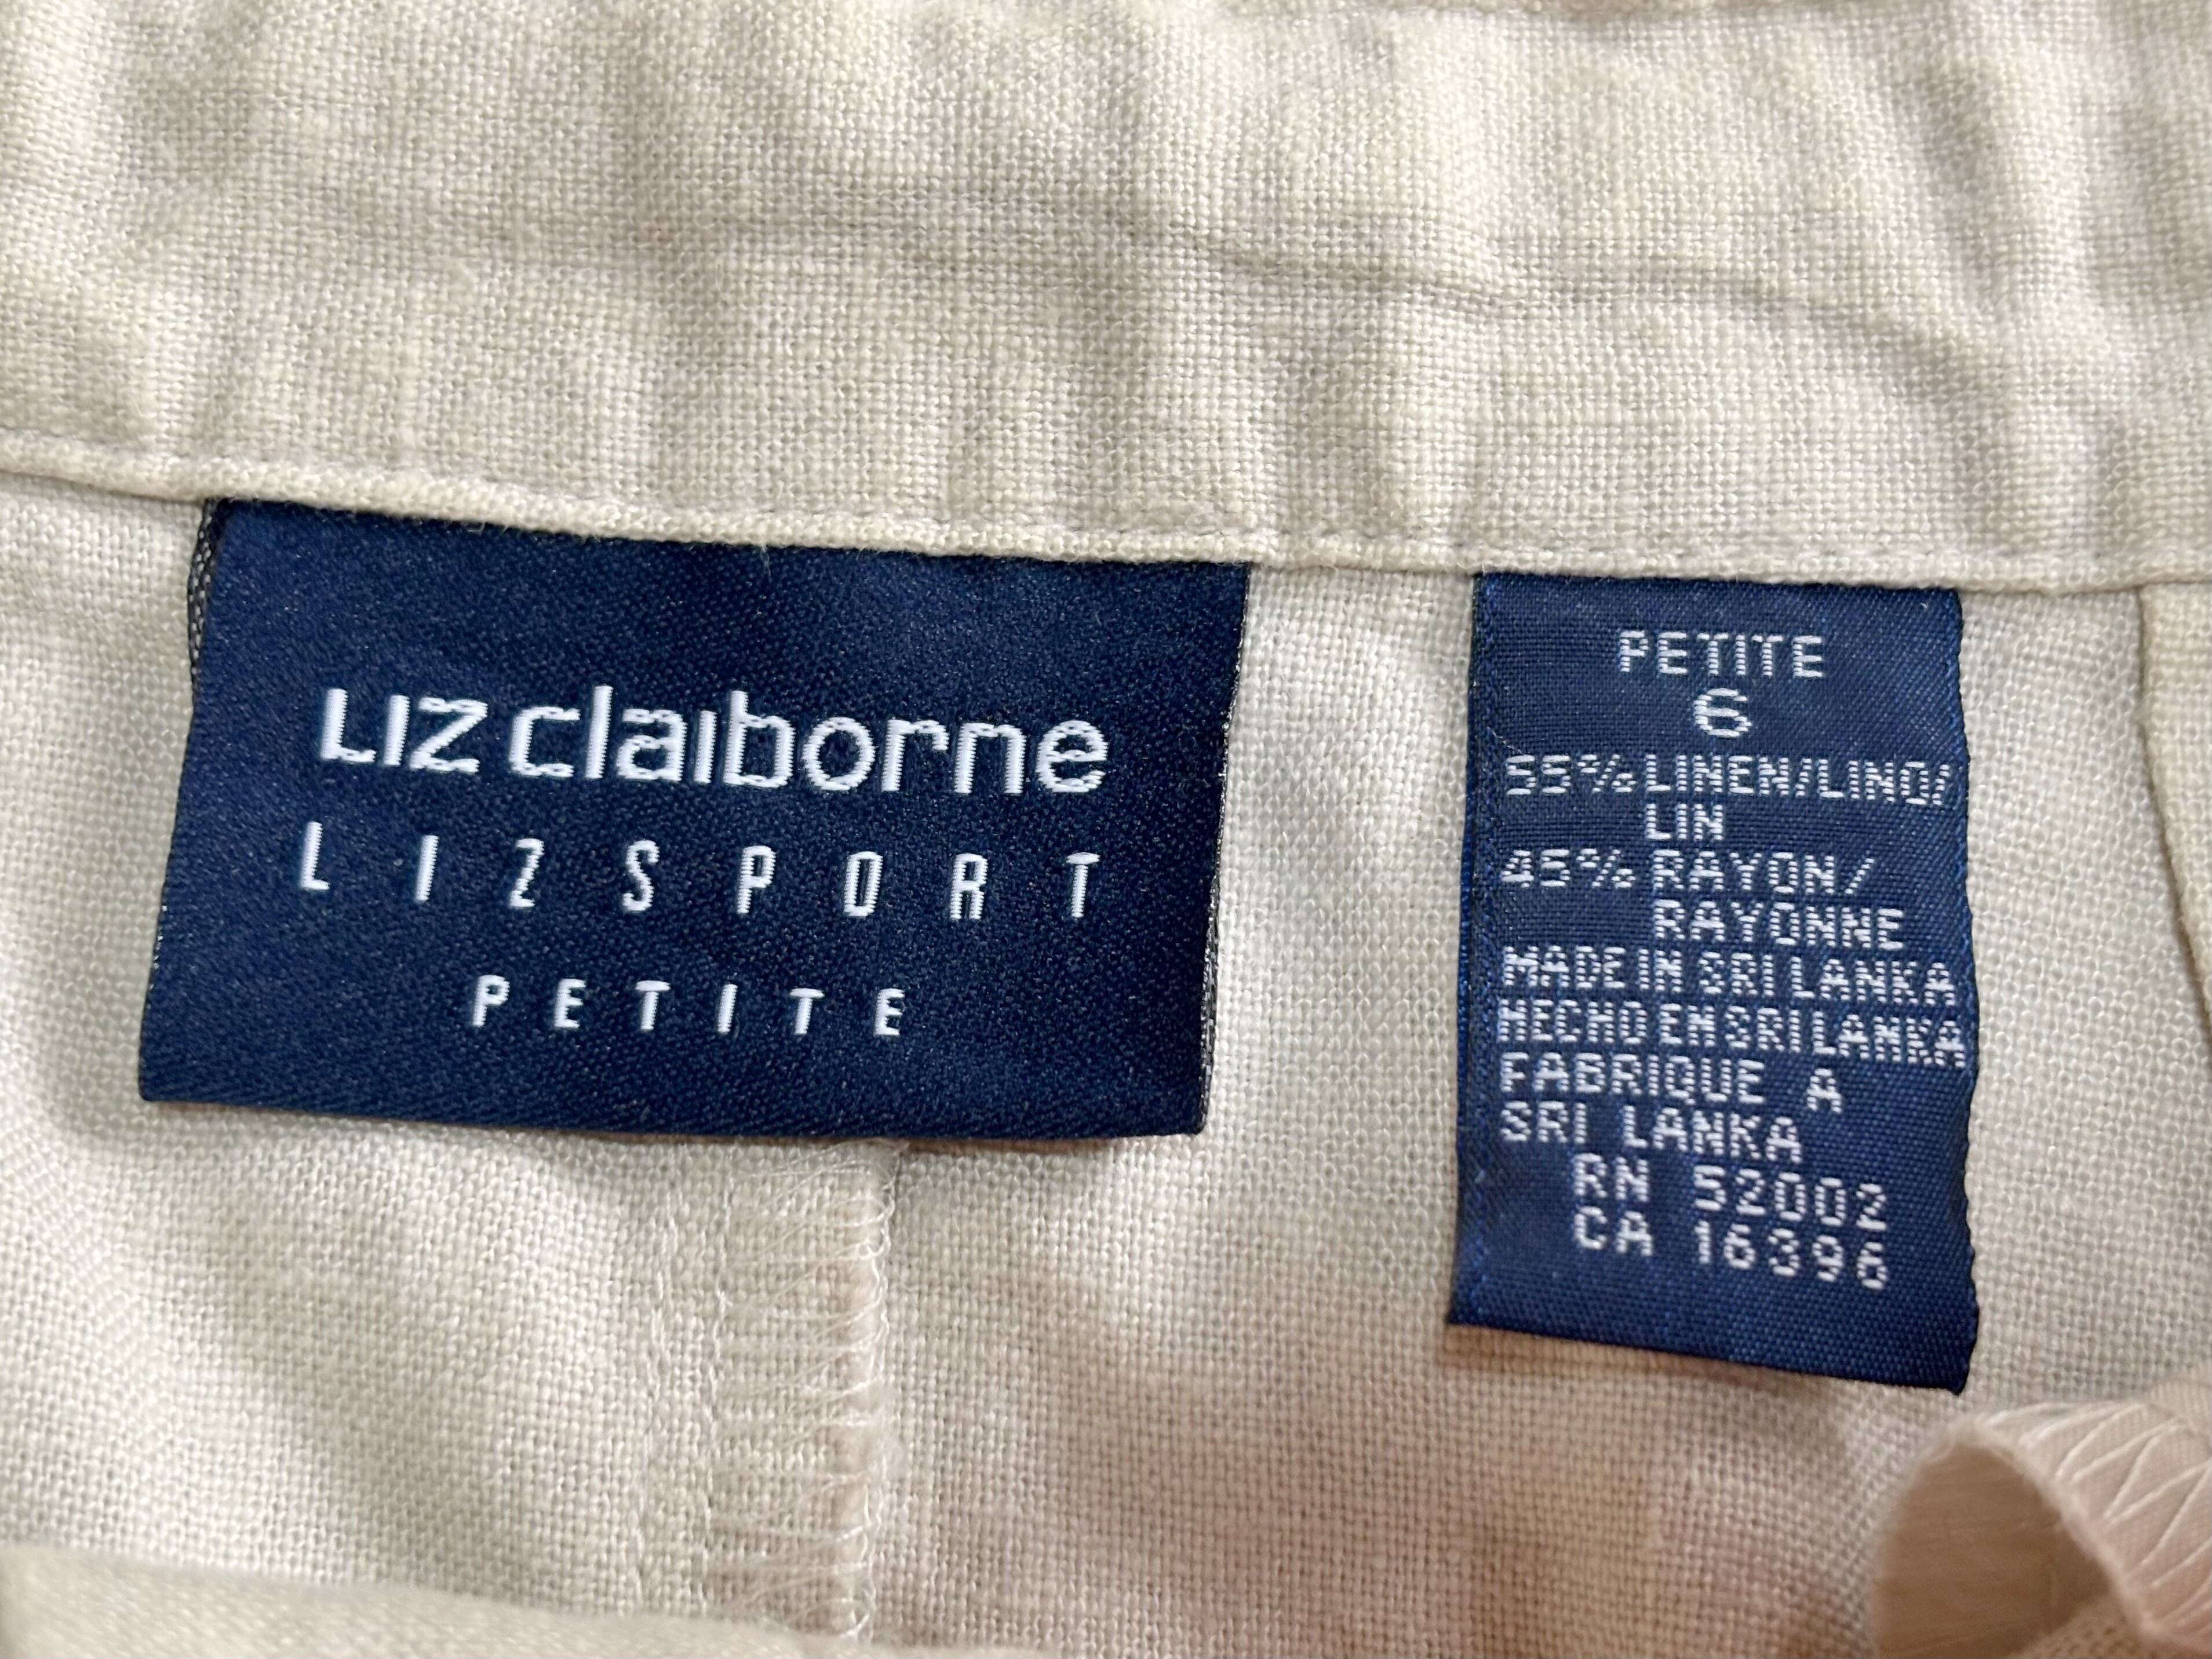 Liz claiborne
LIZSPORT
PETITE
PETITE
6
55% LINEN/LINO/
LIN
45% RAYON/
RAYONNE
MADE IN SRI LANKA
HECHO EN SRI LANKA
FABRIQUE A
SRI LANKA
RN 52002
CA 16396